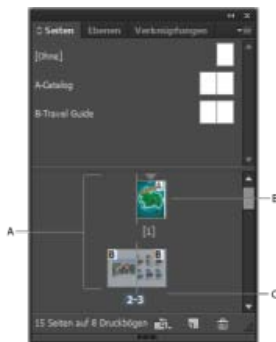 Seiten Ebenen Verknüpfungen
[Ohne]
A-Catalog
B-Travel Guide
A
B
A
[1]
B B
C
2-3
15 Seiten auf 8 Druckbögen